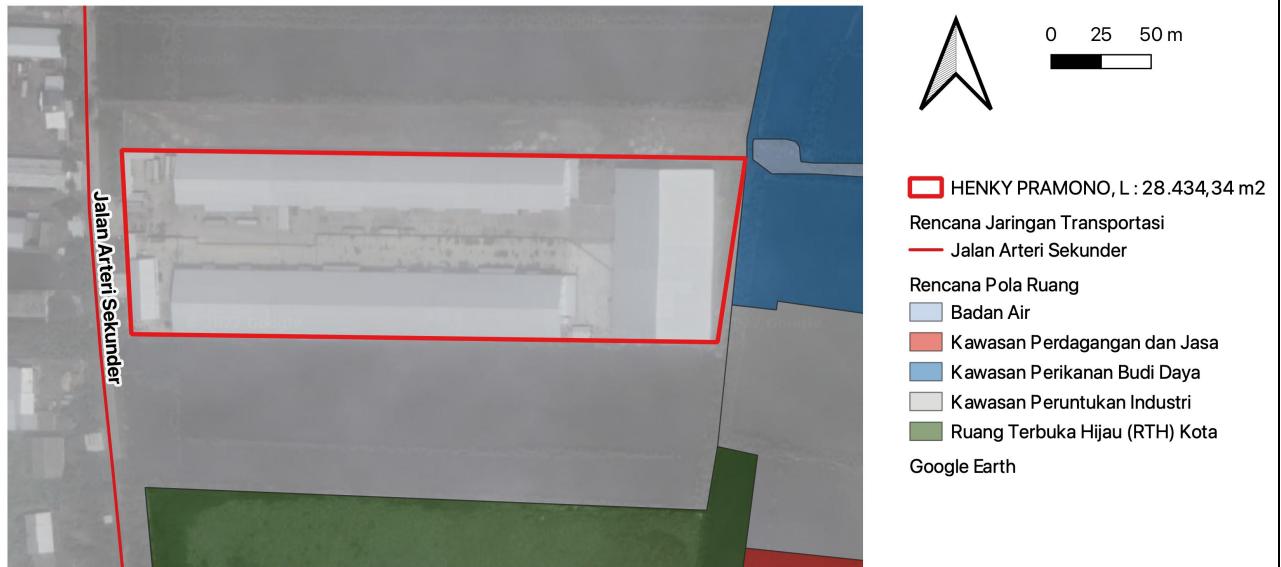 Jalan Arteri Sekunder
0 25 50 m
HENKY PRAMONO, L : 28.434,34 m2
Rencana Jaringan Transportasi
Jalan Arteri Sekunder
Rencana Pola Ruang
Badan Air
Kawasan Perdagangan dan Jasa
Kawasan Perikanan Budi Daya
Kawasan Peruntukan Industri
Ruang Terbuka Hijau (RTH) Kota
Google Earth